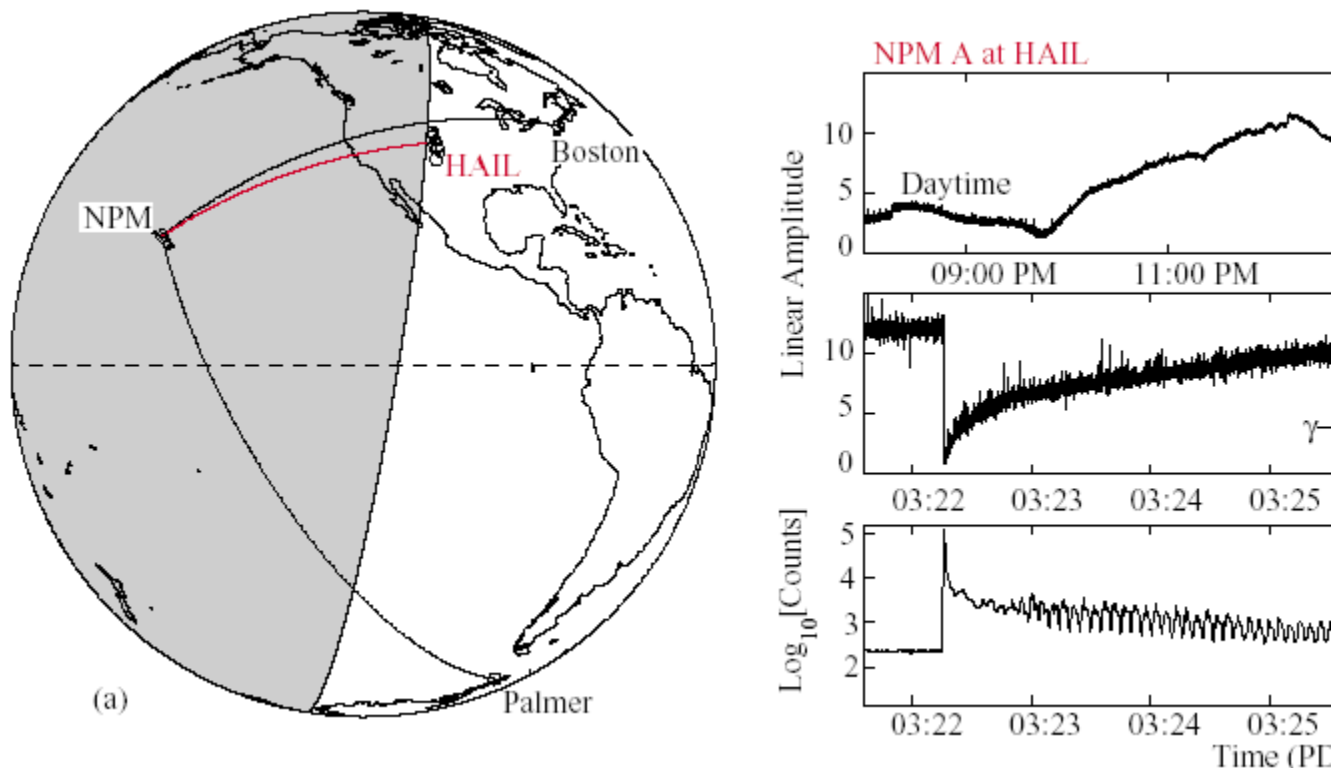 NPM
HAIL
Boston
Palmer
(a)
NPM A at HAIL
Linear Amplitude
10
5
0
Daytime
09:00 PM 11:00 PM
10
5
0
γ
03:22 03:23 03:24 03:25
Log10[Counts]
5
4
3
2
03:22 03:23 03:24 03:25
Time (PD